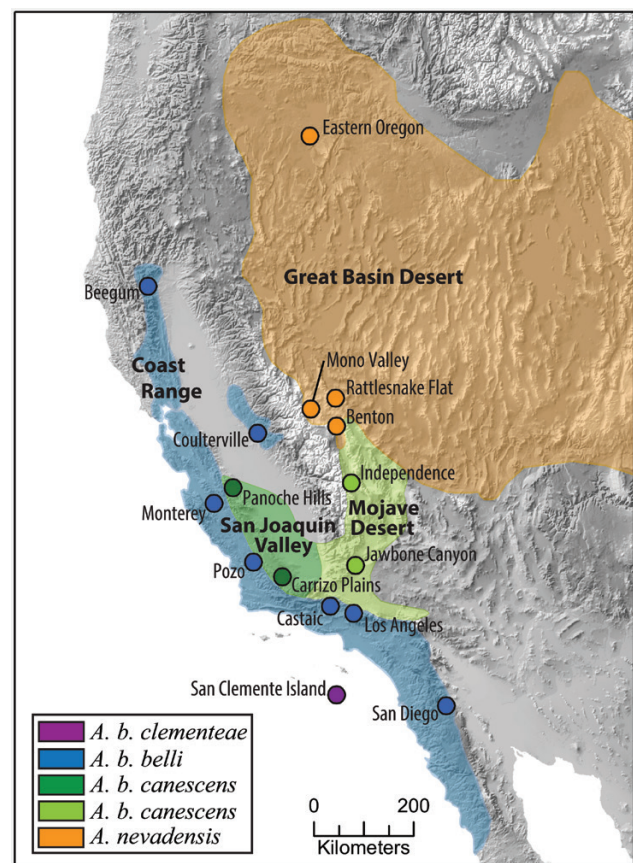 Eastern Oregon
Great Basin Desert
Beegum
Mono Valley
Coast
Range
Rattlesnake Flat
Benton
Coulterville
Independence
Panoche Hills
Monterey
San Joaquin
Valley
Mojave
Desert
Pozo
Jawbone Canyon
Carrizo Plains
Castaic
Los Angeles
San Clemente Island
San Diego
A. b. clementeae
A. b. belli
A. b. canescens
A. b. canescens
A. nevadensis
0 200
Kilometers